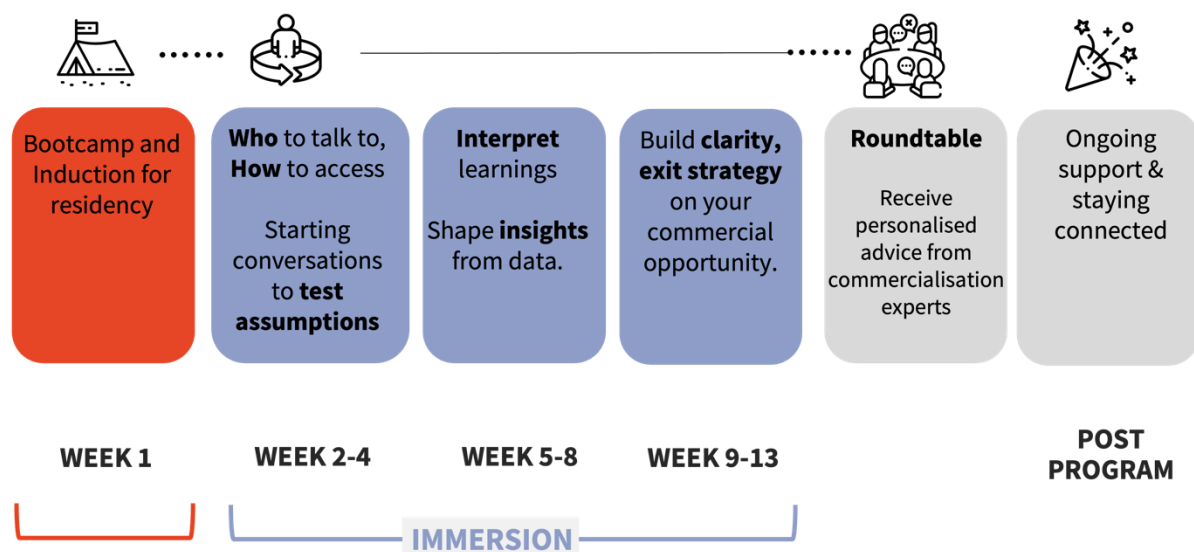 Bootcamp and
Induction for
residency
Who to talk to,
How to access
Starting
conversations
to test
assumptions
Interpret
learnings
Shape insights
from data.
Build clarity,
exit strategy
on your
commercial
opportunity.
Roundtable
Receive
personalised
advice from
commercialisation
experts
Ongoing
support &
staying
connected
WEEK 1
WEEK 2-4
WEEK 5-8
WEEK 9-13
POST
PROGRAM
IMMERSION